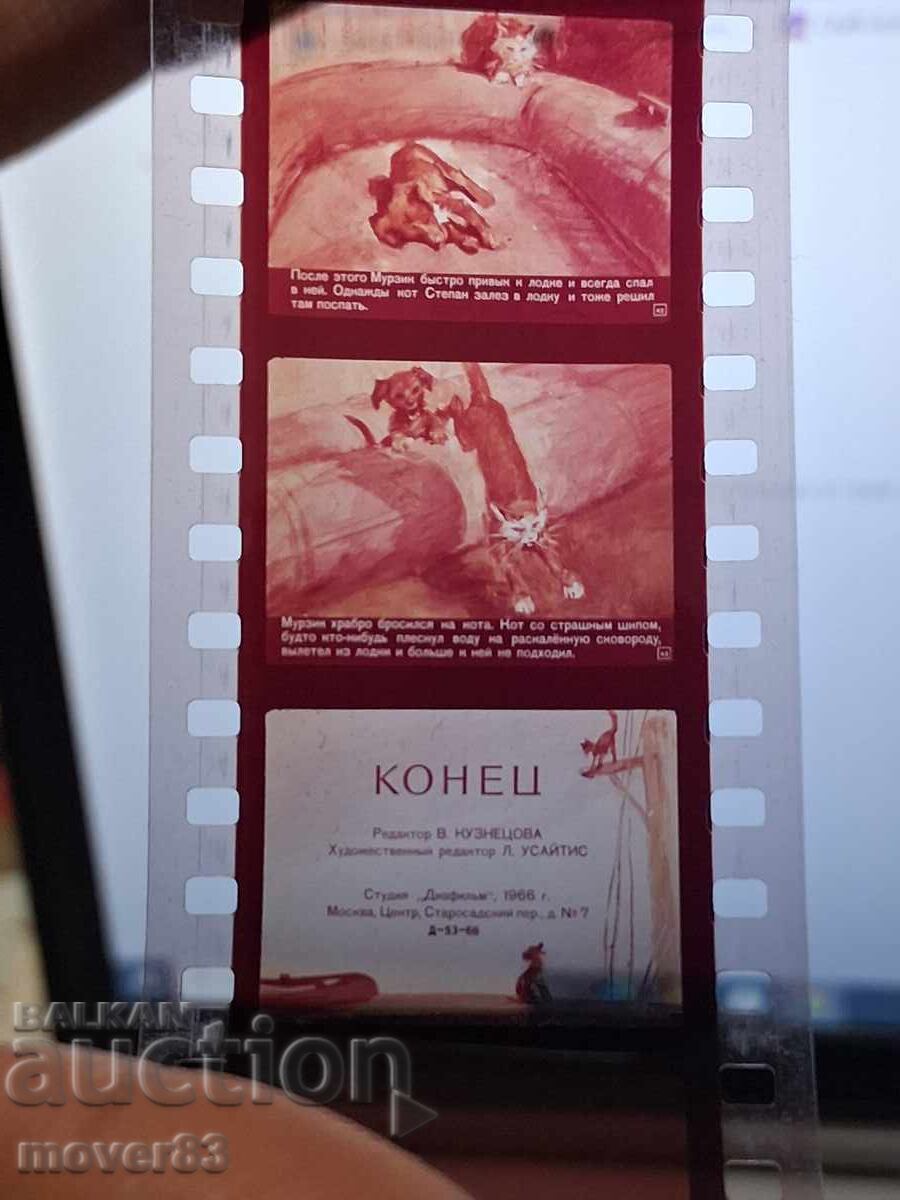 После этого Мурзик быстро привык к лодке и всегда спал
в ней. Однажды кот Степан залез в лодку и тоже решил
там поспать.
42
Мурзик храбро бросился на кота. Кот со страшным шипом,
будто кто-нибудь плеснул воду на раскалённую сковороду,
вылетел из лодки и больше к ней не подходил.
43
КОНЕЦ
Редактор В. КУЗНЕЦОВА
Художественный редактор Л. УСАЙТИС
Студия „Диафильм", 1966 г.
Москва, Центр, Старосадский пер., д. № 7
Д-53-66
BALKAN
auction
mover83